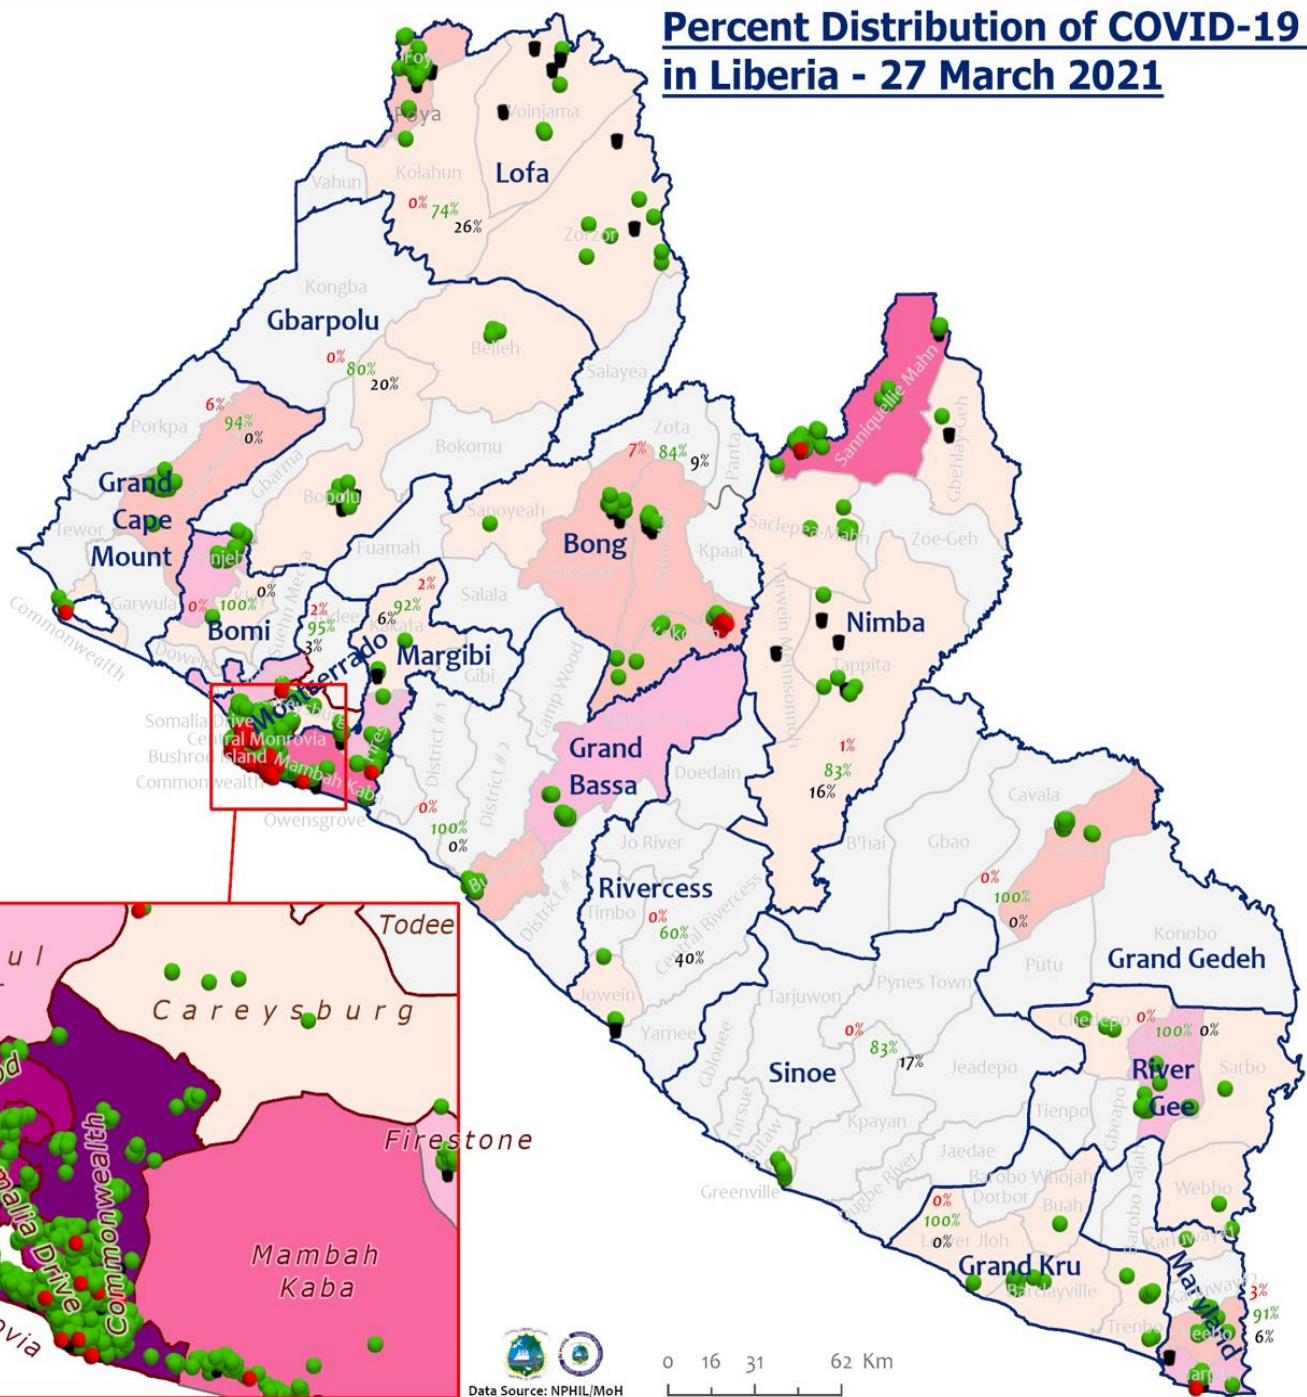 Percent Distribution of COVID-19
in Liberia - 27 March 2021
Foya
Foya
Voinjama
Lofa
Kolahun
Vahun
0%
74%
26%
Zorzor
Kongba
Gbarpolu
Belleh
0%
80%
20%
Salayea
Porkpa
6%
94%
0%
Gbarma
Bokomu
Bopolu
Zota
7%
84%
9%
Panta
Sanniquellie Mahn
Gbehlay-Geh
Grand
Cape
Mount
Tewor
Garwula
Commonwealth
Fuamah
Sanoyeah
Bong
Kpaai
Saclepea-Mahn
Zoe-Geh
Yarwein Mehnsonnoh
Nimba
Tappita
1%
83%
16%
0%
100%
0%
Bomi
Dowein
Suehn Mecca
2%
95%
3%
Montserrado
2%
92%
6%
Kakata
Margibi
Salala
Gibi
Kokoyah
Somalia Drive
Central Monrovia
Bushrod Island
Commonwealth
Mambah Kaba
Owensgrove
District # 1
District # 2
Camp Wood
Grand
Bassa
Doedain
0%
100%
0%
District # 4
Jo River
Rivercess
Timbo
0%
60%
40%
Central Rivercess
Jowein
Yarnee
B'hai
Gbao
Cavala
0%
100%
0%
Konobo
Grand Gedeh
Putu
Pynes Town
Tarjuwon
Gblonee
0%
83%
17%
Sinoe
Jeadepo
Tarsue
Kpayan
Jaedae
Greenville
Chedepo
0%
100%
0%
River
Gee
Sarbo
Tienpo
Gbeapo
Webbo
Barobo Whojah
Dorbor
Buah
0%
100%
0%
Lower Jloh
Grand Kru
Barclayville
Trenbo
Maryland
3%
91%
6%
Todee
Careysburg
Firestone
Commonwealth
Mambah
Kaba
0 16 31 62 Km
Data Source: NPHIL/MoH